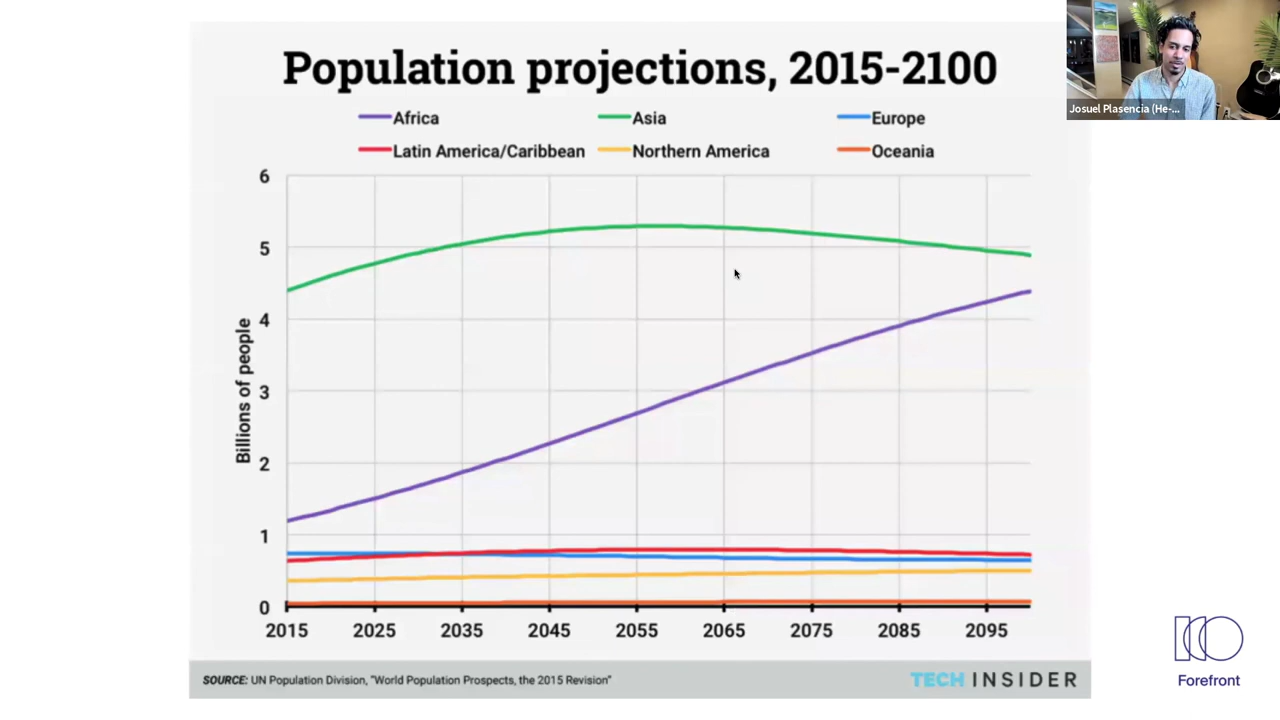 Population projections, 2015-2100
Josuel Plasencia (He-...
Africa
Asia
Europe
Latin America/Caribbean
Northern America
Oceania
Billions of people
6
5
4
3
2
1
0
2015
2025
2035
2045
2055
2065
2075
2085
2095
SOURCE: UN Population Division, "World Population Prospects, the 2015 Revision"
TECH INSIDER
Forefront